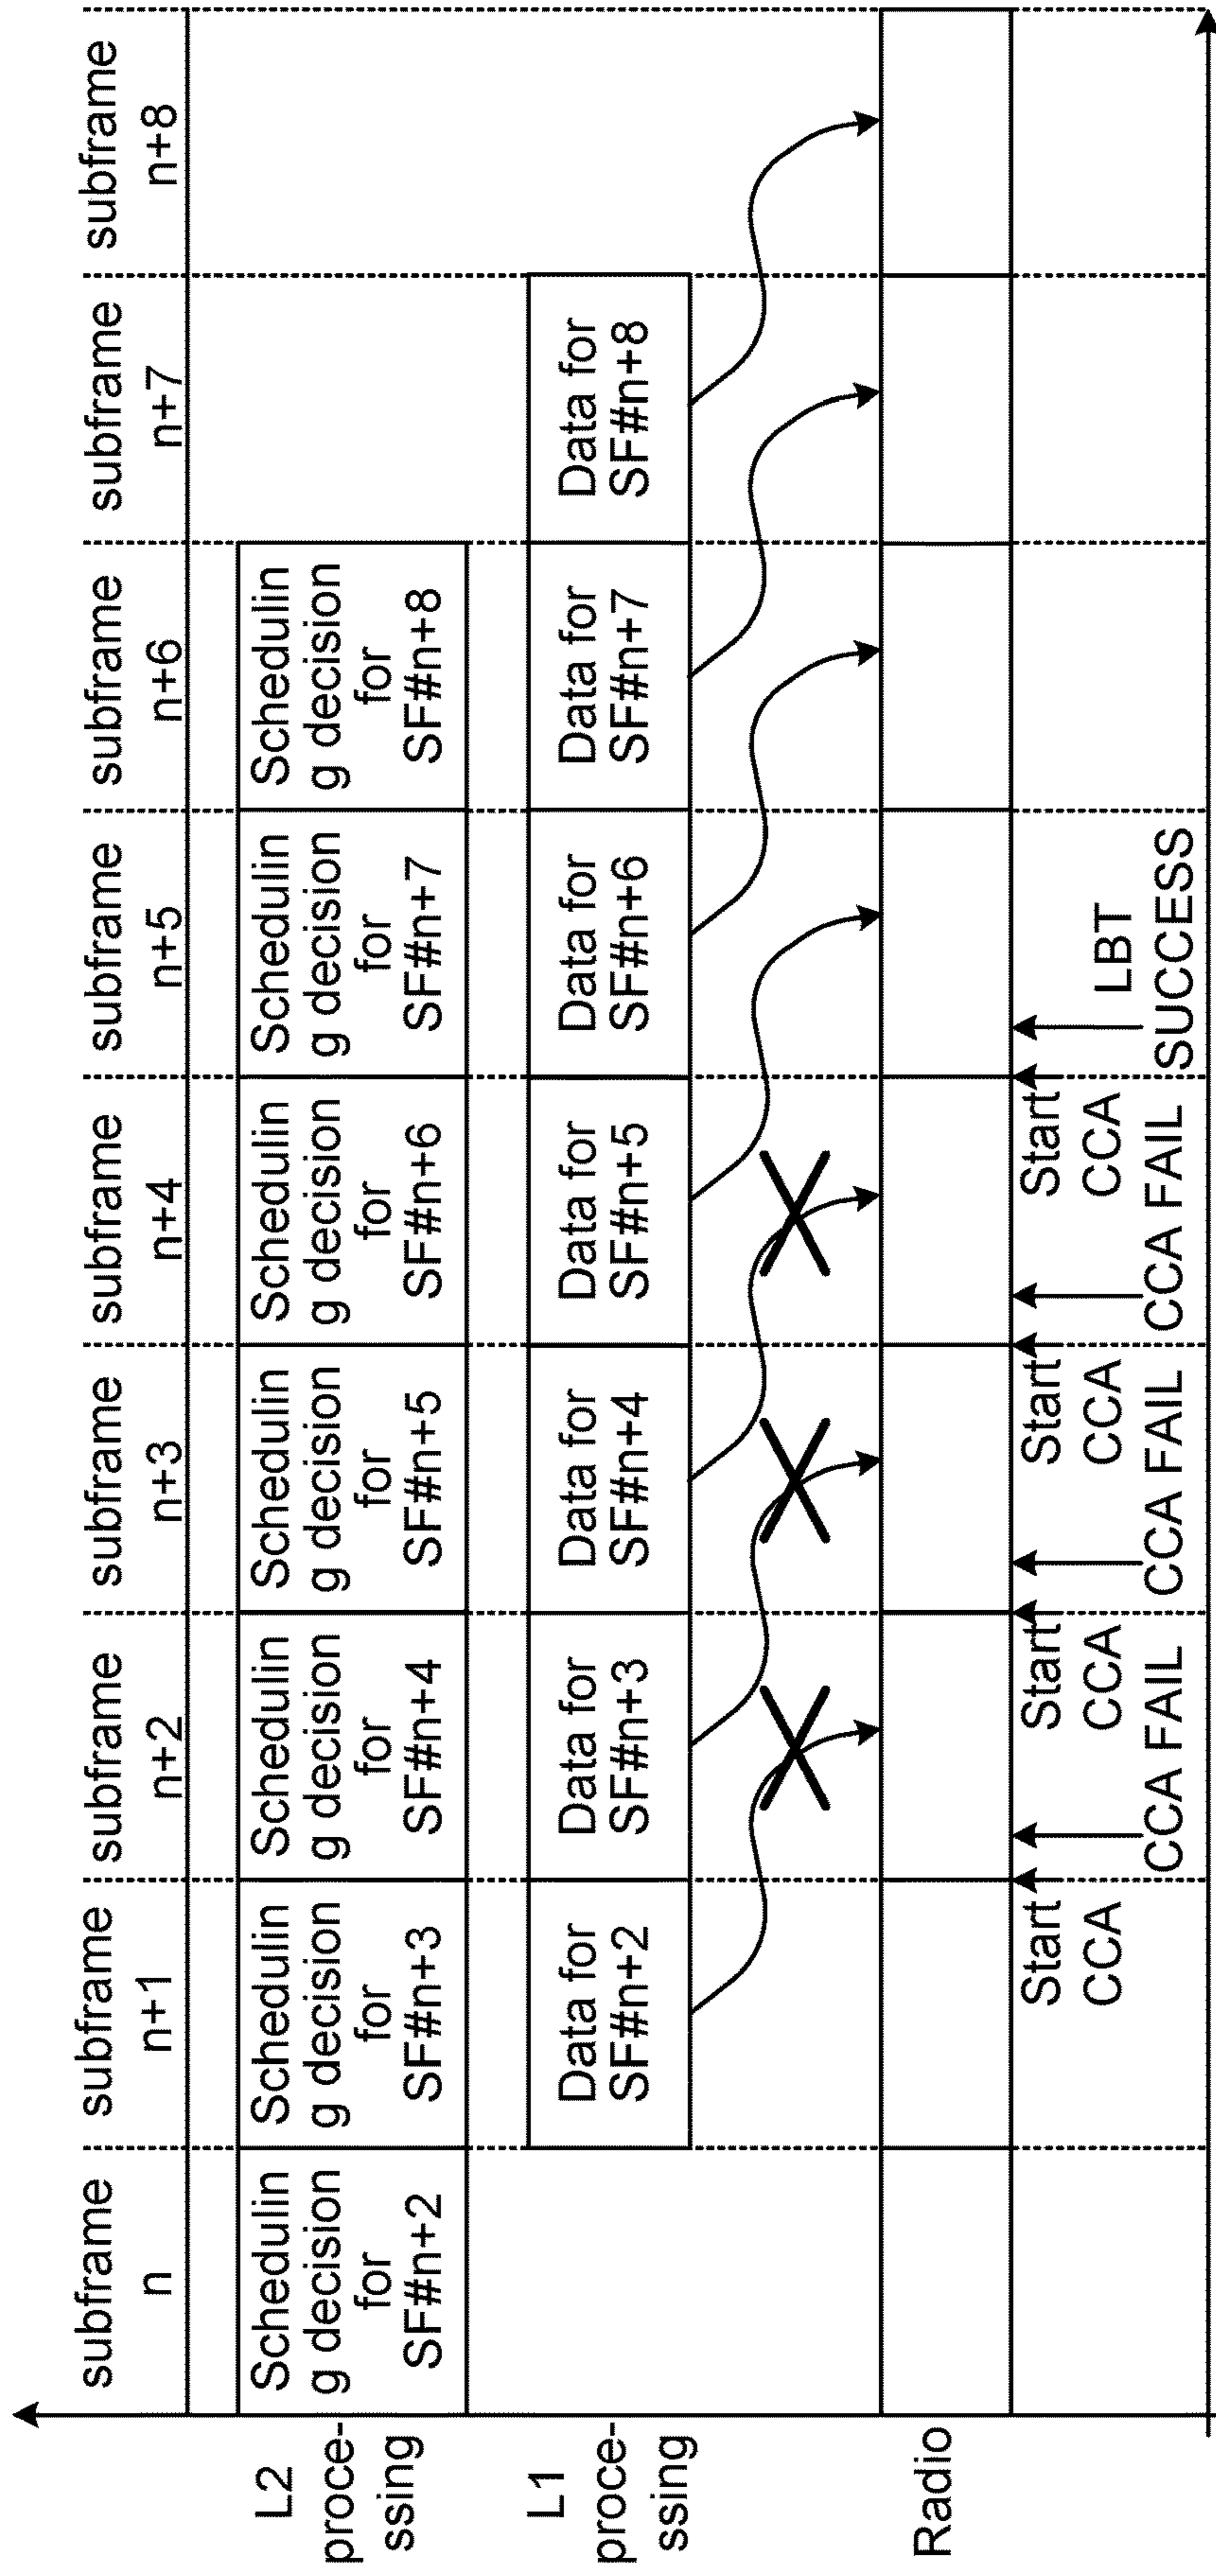 subframe
n
subframe
n+1
subframe
n+2
subframe
n+3
subframe
n+4
subframe
n+5
subframe
n+6
subframe
n+7
subframe
n+8
L2
proce-
ssing
Schedulin
g decision
for
SF#n+2
Schedulin
g decision
for
SF#n+3
Schedulin
g decision
for
SF#n+4
Schedulin
g decision
for
SF#n+5
Schedulin
g decision
for
SF#n+6
Schedulin
g decision
for
SF#n+7
Schedulin
g decision
for
SF#n+8
L1
proce-
ssing
Data for
SF#n+2
Data for
SF#n+3
Data for
SF#n+4
Data for
SF#n+5
Data for
SF#n+6
Data for
SF#n+7
Data for
SF#n+8
Radio
Start
CCA
CCA FAIL
Start
CCA
CCA FAIL
Start
CCA
CCA FAIL
Start
CCA
LBT
SUCCESS